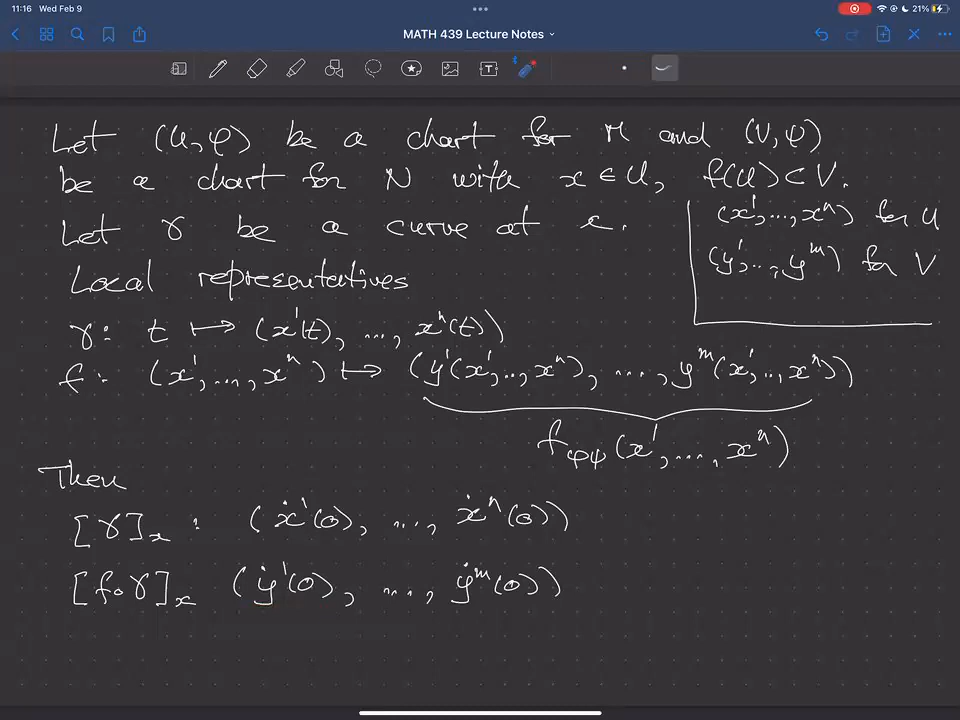 11:16 Wed Feb 9
21%
MATH 439 Lecture Notes
Let (U, φ) be a chart for M and (V, ψ)
be a chart for N with x ∈ U, f(U) ⊂ V.
(x¹, ..., xⁿ) for U
(y¹, ..., yᵐ) for V
Let γ be a curve at x.
Local representatives
γ: t ↦ (x¹(t), ..., xⁿ(t))
f: (x¹, ..., xⁿ) ↦ (y¹(x¹, .., xⁿ), ...., yᵐ(x¹, .., xⁿ))
f_φψ (x¹, ...., xⁿ)
Then
[γ]ₓ : (ẋ¹(0), ..., ẋⁿ(0))
[f∘γ]ₓ (ẏ¹(0), ..., ẏᵐ(0))